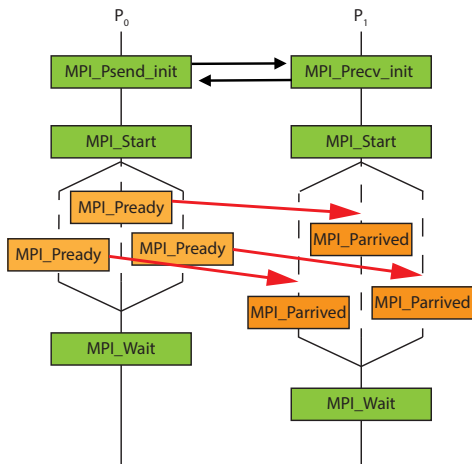 P0 P1
MPI_Psend_init MPI_Precv_init
MPI_Start MPI_Start
MPI_Pready
MPI_Parrived
MPI_Pready MPI_Pready
MPI_Parrived
MPI_Parrived
MPI_Wait
MPI_Wait